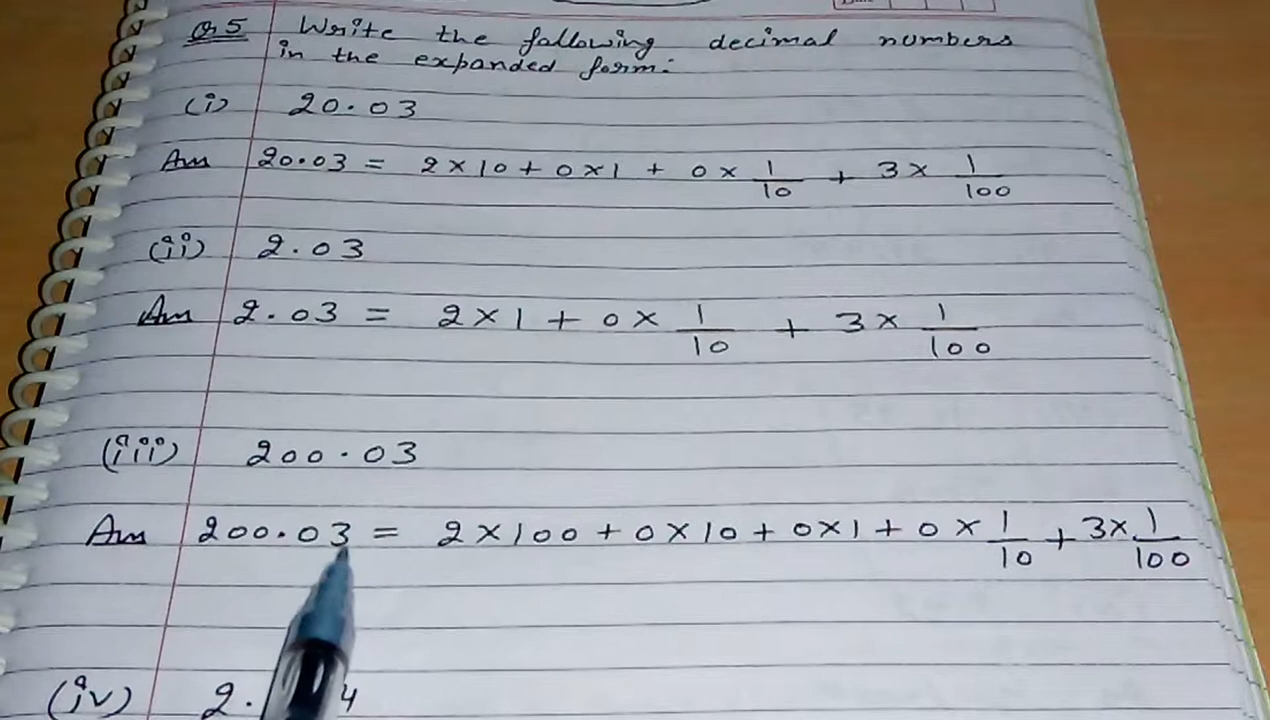 Q.5 Write the following decimal numbers
in the expanded form:
(i) 20.03
Ans 20.03 = 2 × 10 + 0 × 1 + 0 × 1/10 + 3 × 1/100
(ii) 2.03
Ans 2.03 = 2 × 1 + 0 × 1/10 + 3 × 1/100
(iii) 200.03
Ans 200.03 = 2 × 100 + 0 × 10 + 0 × 1 + 0 × 1/10 + 3 × 1/100
(iv) 2. 4